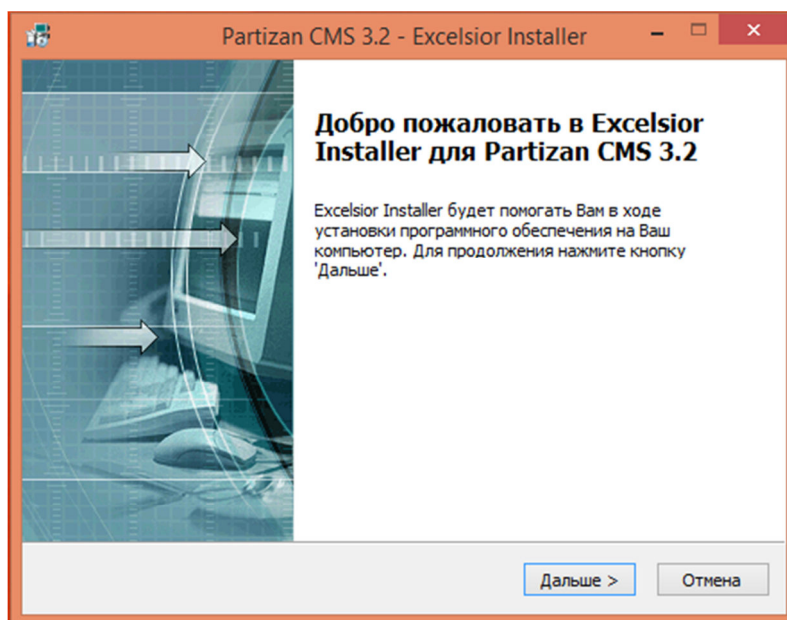 Partizan CMS 3.2 - Excelsior Installer
Добро пожаловать в Excelsior
Installer для Partizan CMS 3.2
Excelsior Installer будет помогать Вам в ходе
установки программного обеспечения на Ваш
компьютер. Для продолжения нажмите кнопку
'Дальше'.
Дальше >
Отмена